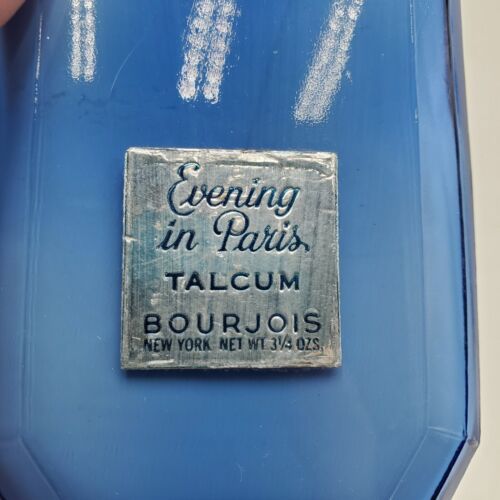 Evening
in Paris
TALCUM
BOURJOIS
NEW YORK NET WT 3¼ OZS.